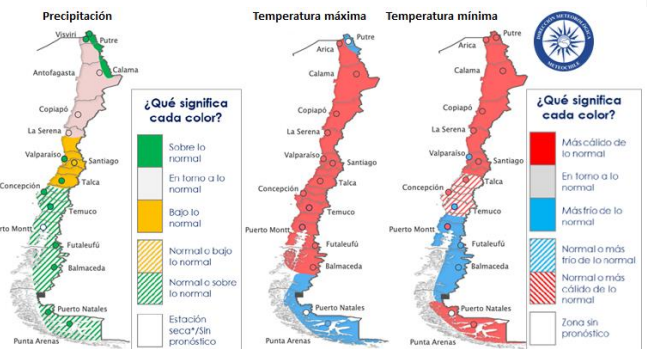 Precipitación
Visviri
Putre
Calama
Antofagasta
Copiapó
La Serena
Valparaíso
Santiago
Talca
Concepción
Temuco
erto Montt
Futaleufú
Balmaceda
Puerto Natales
Punta Arenas
¿Qué significa
cada color?
Sobre lo
normal
En torno a lo
normal
Bajo lo
normal
Normal o bajo
lo normal
Normal o sobre
lo normal
Estación
seca*/Sin
pronóstico
Temperatura máxima
Putre
Arica
Calama
Copiapó
La Serena
Valparaíso
Santiago
Talca
Concepción
Temuco
Puerto Montt
Futaleufú
Balmaceda
Puerto Natales
Punta Arenas
Temperatura mínima
Putre
Arica
Calama
Copiapó
La Serena
Valparaíso
Santiago
Talca
Concepción
Temuco
Puerto Montt
Futaleufú
Balmaceda
Puerto Natales
Punta Arenas
DIRECCIÓN METEOROLÓGICA
METEOCHILE
¿Qué significa
cada color?
Más cálido de
lo normal
En torno a lo
normal
Más frío de lo
normal
Normal o más
frío de lo normal
Normal o más
cálido de lo
normal
Zona sin
pronóstico